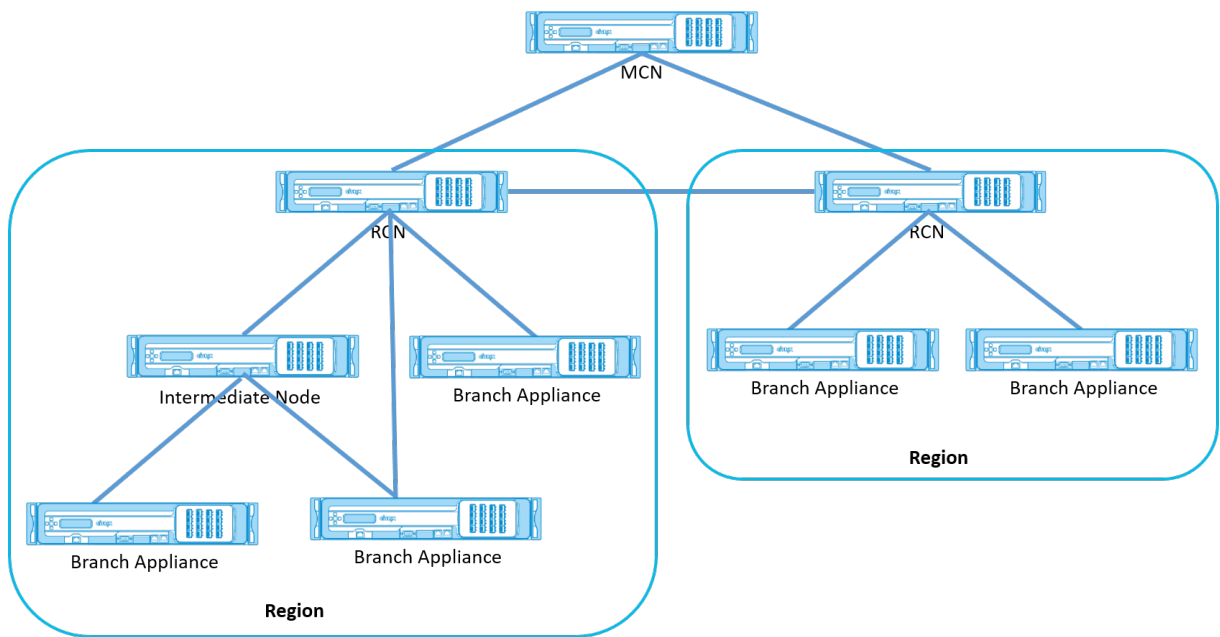 MCN
RCN
RCN
Intermediate Node
Branch Appliance
Branch Appliance
Branch Appliance
Region
Branch Appliance
Branch Appliance
Region